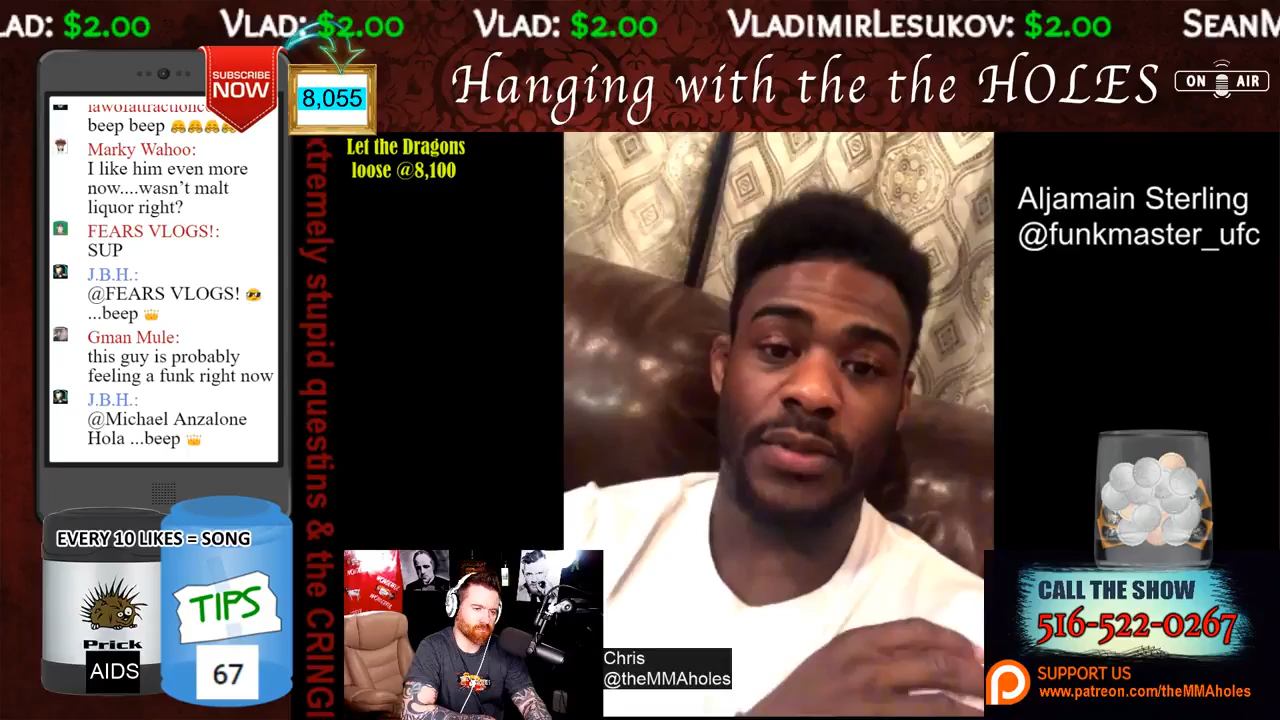 LAD: $2.00 VLAD: $2.00 VLAD: $2.00 VLADIMIRLESUKOV: $2.00 SEANM
SUBSCRIBE
NOW
8,055
Hanging with the the HOLES
ON AIR
Let the Dragons
loose @8,100
lawofattractionc
beep beep
Marky Wahoo:
I like him even more
now....wasn't malt
liquor right?
FEARS VLOGS!:
SUP
J.B.H.:
@FEARS VLOGS!
...beep
Gman Mule:
this guy is probably
feeling a funk right now
J.B.H.:
@Michael Anzalone
Hola ...beep
xtremely stupid questins & the CRINGE
Aljamain Sterling
@funkmaster_ufc
EVERY 10 LIKES = SONG
Prick
AIDS
TIPS
67
Chris
@theMMAholes
CALL THE SHOW
516-522-0267
SUPPORT US
www.patreon.com/theMMAholes